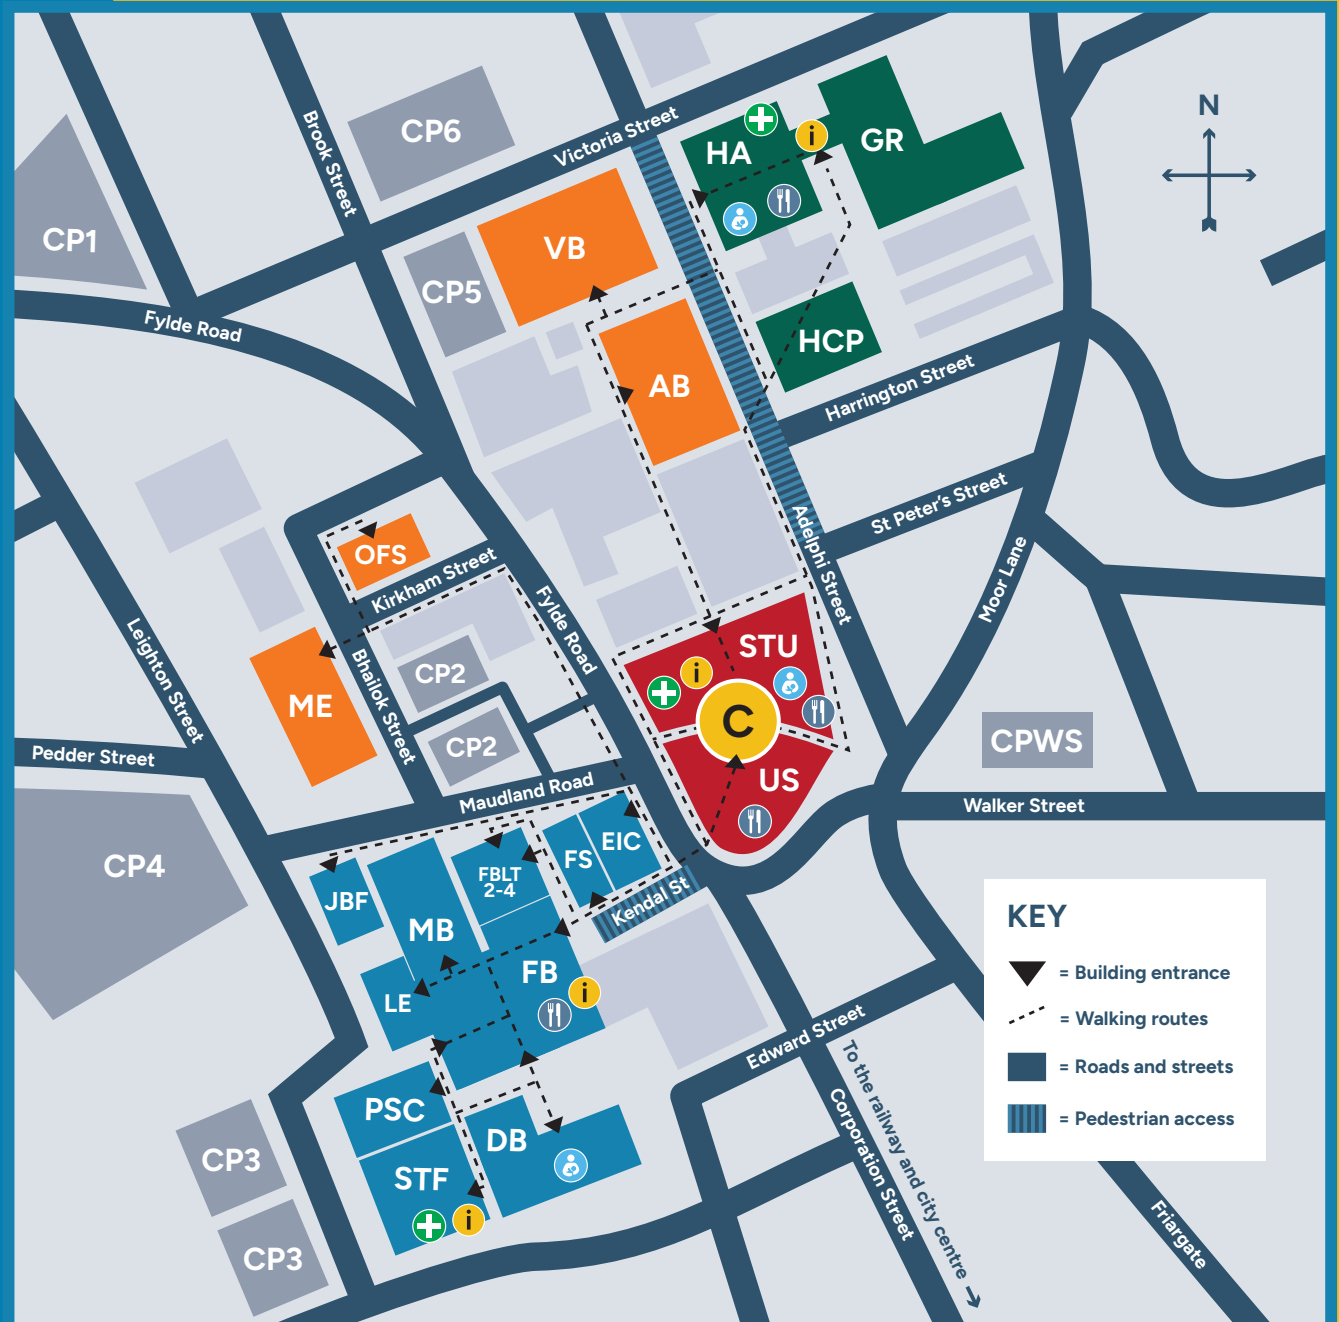 N
CP6
Victoria Street
Brook Street
HA
i
GR
CP1
VB
CP5
Fylde Road
HCP
AB
Harrington Street
St Peter's Street
Adelphi Street
OFS
Kirkham Street
Fylde Road
Moor Lane
Leighton Street
STU
i
CP2
Bhailok Street
ME
C
CPWS
Pedder Street
CP2
US
Maudland Road
Walker Street
CP4
EIC
FS
FBLT
2-4
JBF
Kendal St
MB
FB
i
LE
KEY
= Building entrance
= Walking routes
= Roads and streets
= Pedestrian access
Edward Street
To the railway and city centre
Corporation Street
PSC
DB
CP3
STF
i
CP3
Friargate